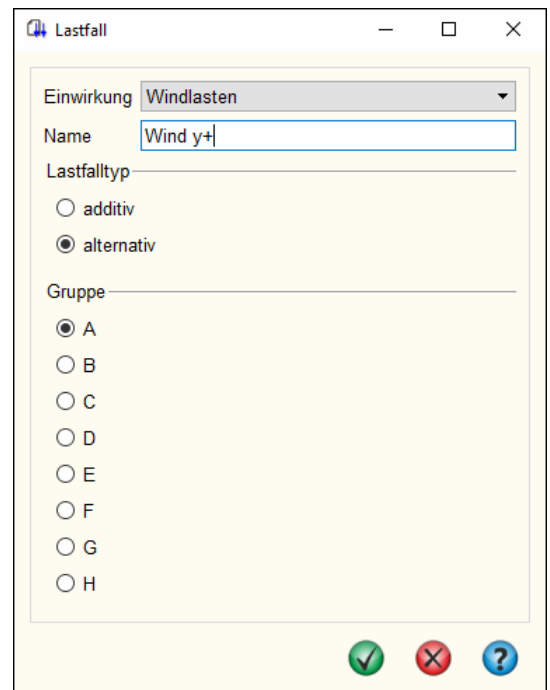 Lastfall
Einwirkung Windlasten
Name Wind y+
Lastfalltyp
additiv
alternativ
Gruppe
A
B
C
D
E
F
G
H
?